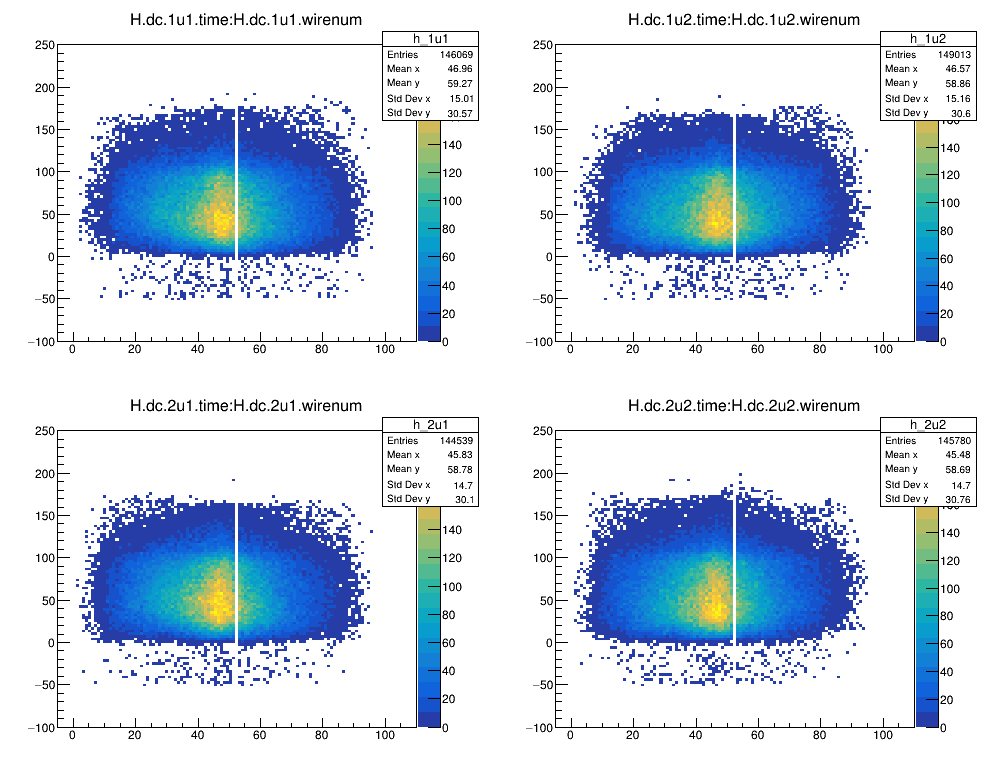 H.dc.1u1.time:H.dc.1u1.wirenum
h_1u1
Entries 146069
Mean x 46.96
Mean y 59.27
Std Dev x 15.01
Std Dev y 30.57
250
200
150
100
50
0
−50
−100
0 20 40 60 80 100
140
120
100
80
60
40
20
0
H.dc.1u2.time:H.dc.1u2.wirenum
h_1u2
Entries 149013
Mean x 46.57
Mean y 58.86
Std Dev x 15.16
Std Dev y 30.6
250
200
150
100
50
0
−50
−100
0 20 40 60 80 100
140
120
100
80
60
40
20
0
H.dc.2u1.time:H.dc.2u1.wirenum
h_2u1
Entries 144539
Mean x 45.83
Mean y 58.78
Std Dev x 14.7
Std Dev y 30.1
250
200
150
100
50
0
−50
−100
0 20 40 60 80 100
140
120
100
80
60
40
20
0
H.dc.2u2.time:H.dc.2u2.wirenum
h_2u2
Entries 145780
Mean x 45.48
Mean y 58.69
Std Dev x 14.7
Std Dev y 30.76
250
200
150
100
50
0
−50
−100
0 20 40 60 80 100
140
120
100
80
60
40
20
0